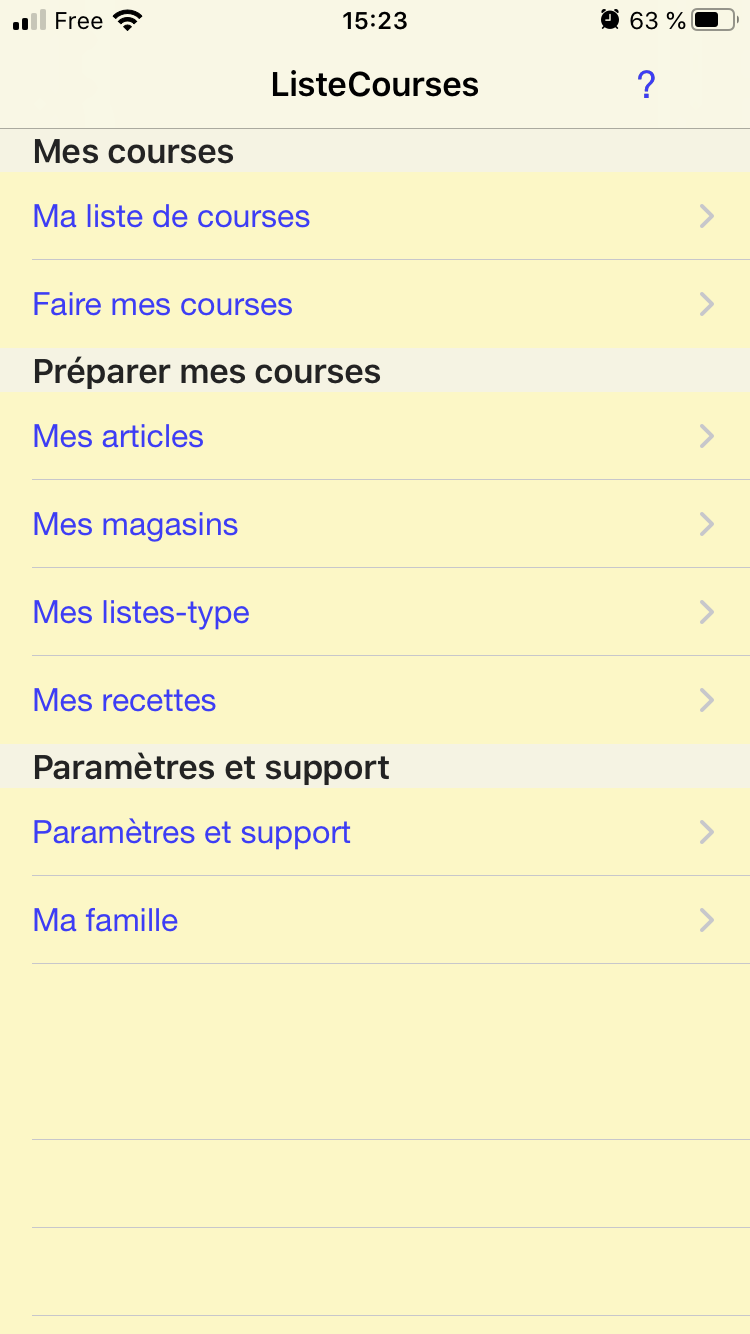 Free 15:23 63 %
ListeCourses ?
Mes courses
Ma liste de courses
Faire mes courses
Préparer mes courses
Mes articles
Mes magasins
Mes listes-type
Mes recettes
Paramètres et support
Paramètres et support
Ma famille